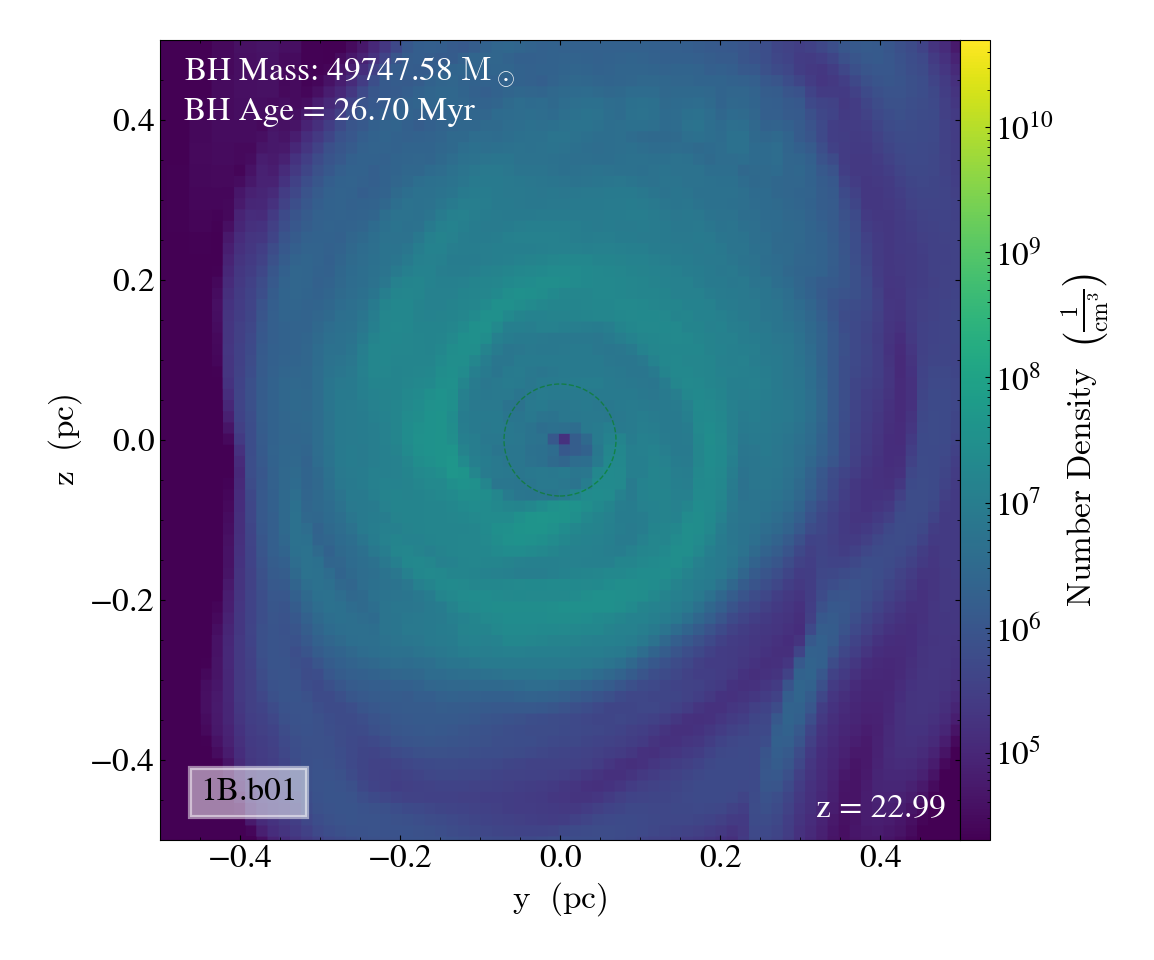 BH Mass: 49747.58 M⊙
BH Age = 26.70 Myr
0.4
0.2
0.0
−0.2
−0.4
z (pc)
1B.b01
z = 22.99
−0.4 −0.2 0.0 0.2 0.4
y (pc)
10¹⁰
10⁹
10⁸
10⁷
10⁶
10⁵
Number Density (1/cm³)